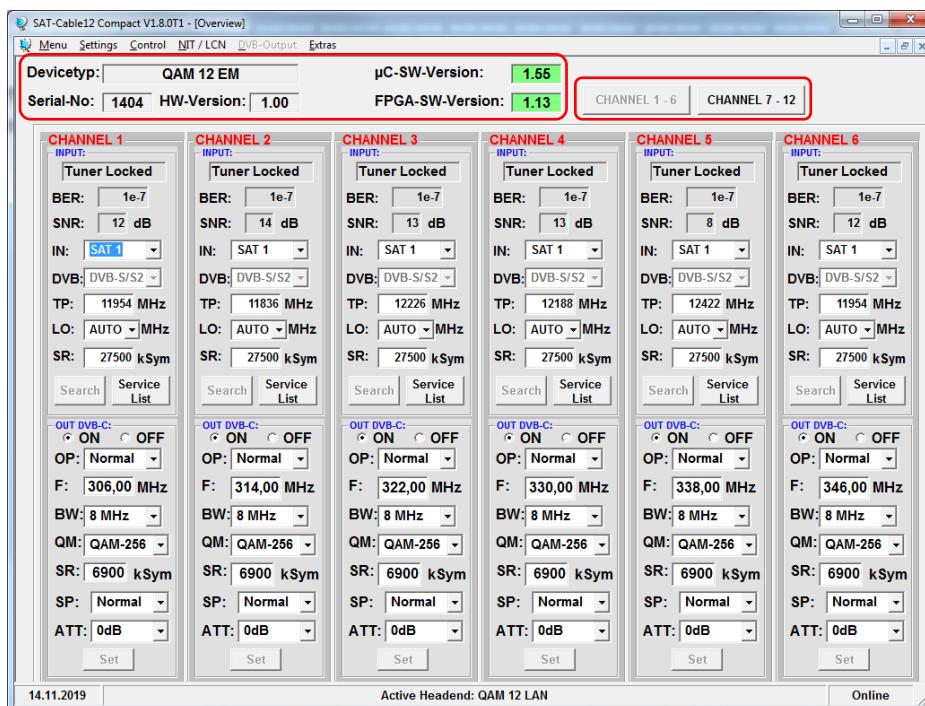 SAT-Cable12 Compact V1.8.0T1 - [Overview]
Menu Settings Control NIT / LCN DVB-Output Extras
Devicetyp: QAM 12 EM µC-SW-Version: 1.55
Serial-No: 1404 HW-Version: 1.00 FPGA-SW-Version: 1.13 CHANNEL 1 - 6 CHANNEL 7 - 12
CHANNEL 1 CHANNEL 2 CHANNEL 3 CHANNEL 4 CHANNEL 5 CHANNEL 6
INPUT: INPUT: INPUT: INPUT: INPUT: INPUT:
Tuner Locked Tuner Locked Tuner Locked Tuner Locked Tuner Locked Tuner Locked
BER: 1e-7 BER: 1e-7 BER: 1e-7 BER: 1e-7 BER: 1e-7 BER: 1e-7
SNR: 12 dB SNR: 14 dB SNR: 13 dB SNR: 13 dB SNR: 8 dB SNR: 12 dB
IN: SAT 1 IN: SAT 1 IN: SAT 1 IN: SAT 1 IN: SAT 1 IN: SAT 1
DVB: DVB-S/S2 DVB: DVB-S/S2 DVB: DVB-S/S2 DVB: DVB-S/S2 DVB: DVB-S/S2 DVB: DVB-S/S2
TP: 11954 MHz TP: 11836 MHz TP: 12226 MHz TP: 12188 MHz TP: 12422 MHz TP: 11954 MHz
LO: AUTO MHz LO: AUTO MHz LO: AUTO MHz LO: AUTO MHz LO: AUTO MHz LO: AUTO MHz
SR: 27500 kSym SR: 27500 kSym SR: 27500 kSym SR: 27500 kSym SR: 27500 kSym SR: 27500 kSym
Search Service List Search Service List Search Service List Search Service List Search Service List Search Service List
OUT DVB-C: OUT DVB-C: OUT DVB-C: OUT DVB-C: OUT DVB-C: OUT DVB-C:
ON OFF ON OFF ON OFF ON OFF ON OFF ON OFF
OP: Normal OP: Normal OP: Normal OP: Normal OP: Normal OP: Normal
F: 306,00 MHz F: 314,00 MHz F: 322,00 MHz F: 330,00 MHz F: 338,00 MHz F: 346,00 MHz
BW: 8 MHz BW: 8 MHz BW: 8 MHz BW: 8 MHz BW: 8 MHz BW: 8 MHz
QM: QAM-256 QM: QAM-256 QM: QAM-256 QM: QAM-256 QM: QAM-256 QM: QAM-256
SR: 6900 kSym SR: 6900 kSym SR: 6900 kSym SR: 6900 kSym SR: 6900 kSym SR: 6900 kSym
SP: Normal SP: Normal SP: Normal SP: Normal SP: Normal SP: Normal
ATT: 0dB ATT: 0dB ATT: 0dB ATT: 0dB ATT: 0dB ATT: 0dB
Set Set Set Set Set Set
14.11.2019 Active Headend: QAM 12 LAN Online